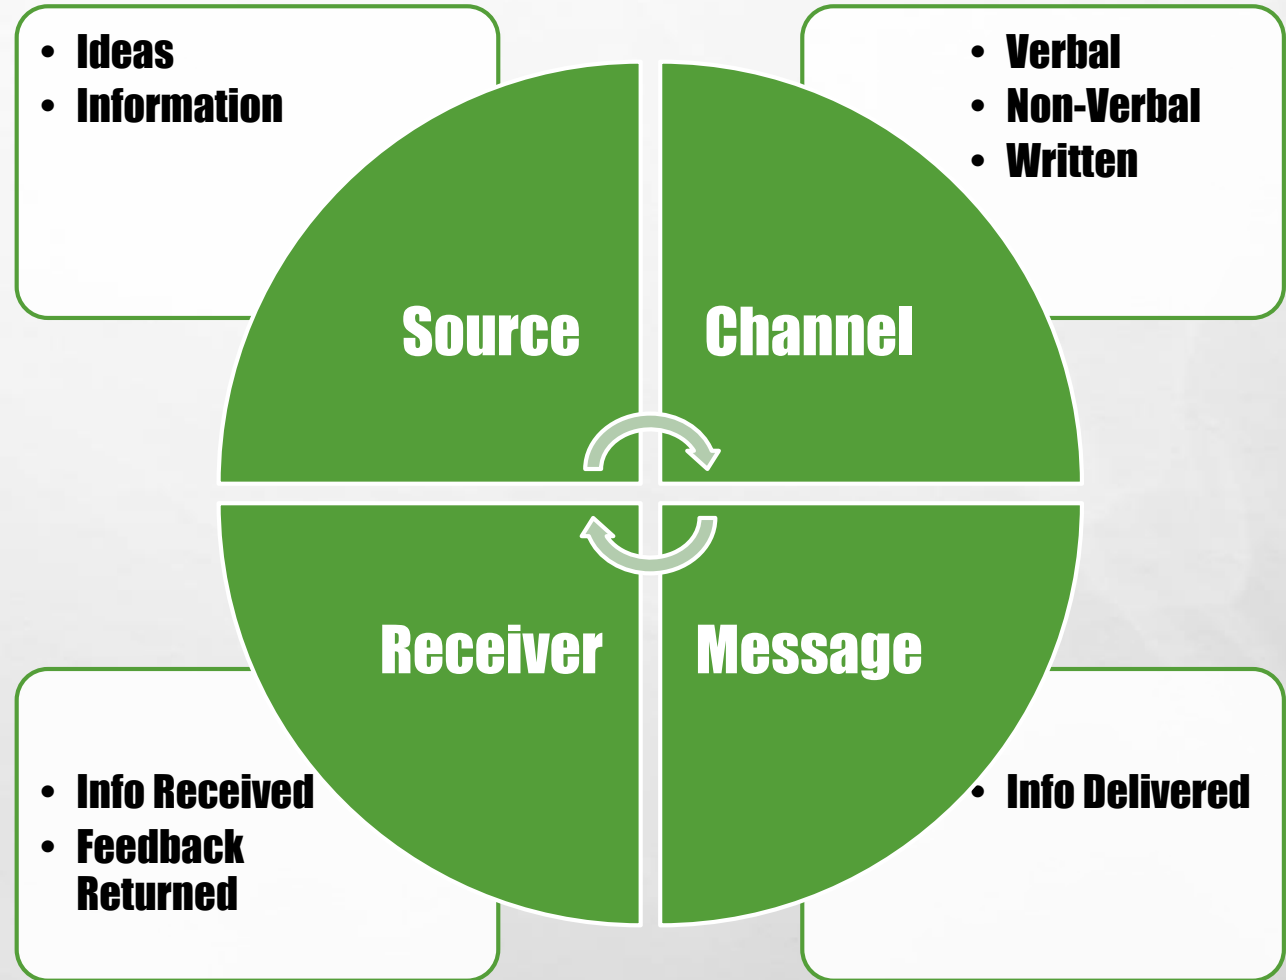 • Ideas
• Information
• Verbal
• Non-Verbal
• Written
Source
Channel
Receiver
Message
• Info Received
• Feedback
Returned
• Info Delivered